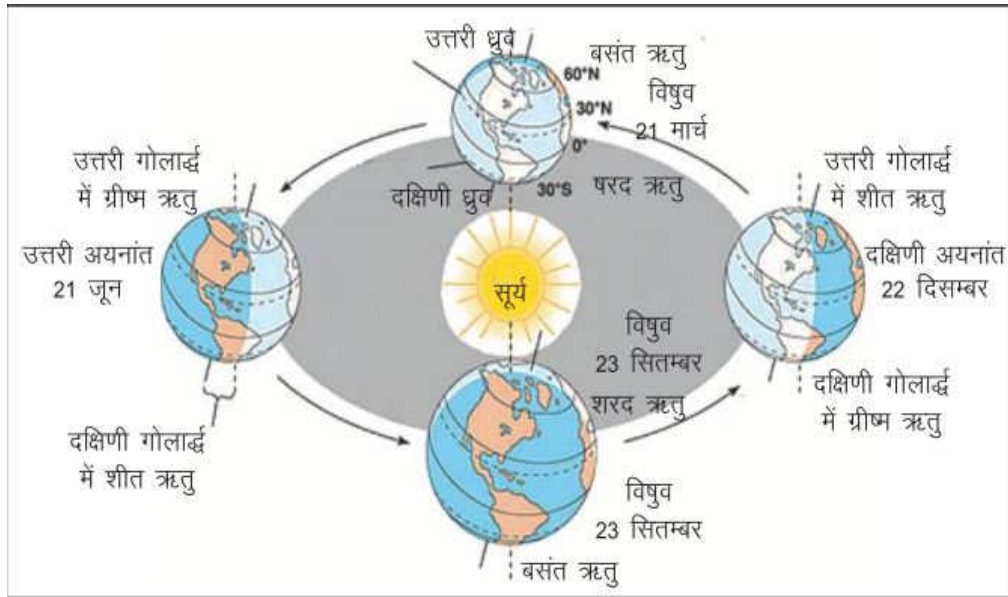 उत्तरी ध्रुव
बसंत ऋतु
60°N
विषुव
30°N
21 मार्च
0°
उत्तरी गोलार्द्ध
में ग्रीष्म ऋतु
दक्षिणी ध्रुव
30°S
षरद ऋतु
उत्तरी गोलार्द्ध
में शीत ऋतु
उत्तरी अयनांत
21 जून
सूर्य
दक्षिणी अयनांत
22 दिसम्बर
विषुव
23 सितम्बर
शरद ऋतु
दक्षिणी गोलार्द्ध
में ग्रीष्म ऋतु
दक्षिणी गोलार्द्ध
में शीत ऋतु
विषुव
23 सितम्बर
बसंत ऋतु